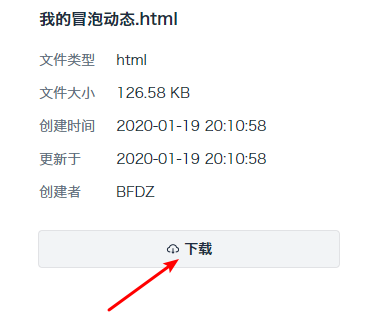 我的冒泡动态.html
文件类型 html
文件大小 126.58 KB
创建时间 2020-01-19 20:10:58
更新于 2020-01-19 20:10:58
创建者 BFDZ
下载